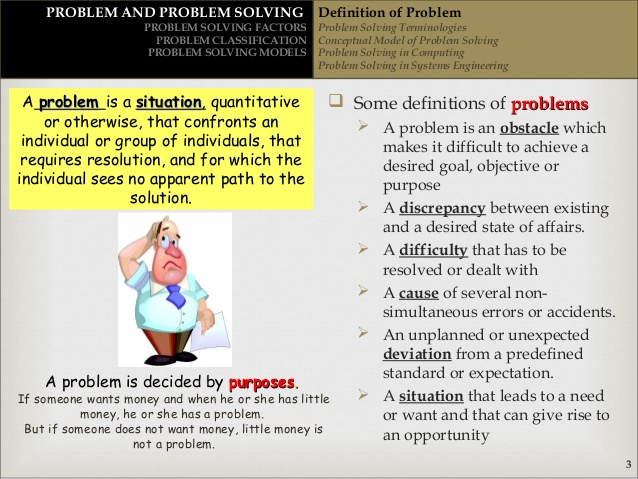 PROBLEM AND PROBLEM SOLVING
PROBLEM SOLVING FACTORS
PROBLEM CLASSIFICATION
PROBLEM SOLVING MODELS
Definition of Problem
Problem Solving Terminologies
Conceptual Model of Problem Solving
Problem Solving in Computing
Problem Solving in Systems Engineering
A problem is a situation, quantitative
or otherwise, that confronts an
individual or group of individuals, that
requires resolution, and for which the
individual sees no apparent path to the
solution.
A problem is decided by purposes.
If someone wants money and when he or she has little
money, he or she has a problem.
But if someone does not want money, little money is
not a problem.
Some definitions of problems
A problem is an obstacle which
makes it difficult to achieve a
desired goal, objective or
purpose
A discrepancy between existing
and a desired state of affairs.
A difficulty that has to be
resolved or dealt with
A cause of several non-
simultaneous errors or accidents.
An unplanned or unexpected
deviation from a predefined
standard or expectation.
A situation that leads to a need
or want and that can give rise to
an opportunity
3